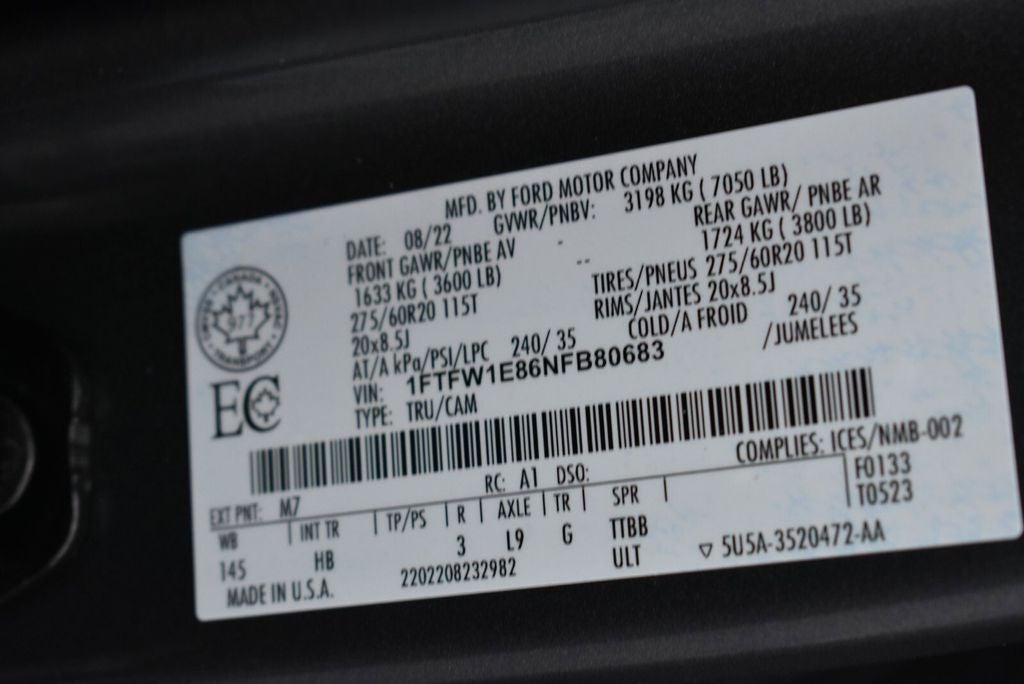 MFD. BY FORD MOTOR COMPANY
DATE: 08/22 GVWR/PNBV: 3198 KG ( 7050 LB)
FRONT GAWR/PNBE AV REAR GAWR/ PNBE AR
1633 KG ( 3600 LB) 1724 KG ( 3800 LB)
275/60R20 115T TIRES/PNEUS 275/60R20 115T
20x8.5J RIMS/JANTES 20x8.5J
AT/A kPa/PSI/LPC 240/ 35 COLD/A FROID 240/ 35
VIN: 1FTFW1E86NFB80683 /JUMELEES
TYPE: TRU/CAM
CANADA
977
TRANSPORT
EC
COMPLIES: ICES/NMB-002
EXT PNT: M7 RC: A1 DSO: F0133
WB INT TR TP/PS R AXLE TR SPR T0523
145 HB 3 L9 G TTBB
ULT 5U5A-3520472-AA
MADE IN U.S.A. 2202208232982